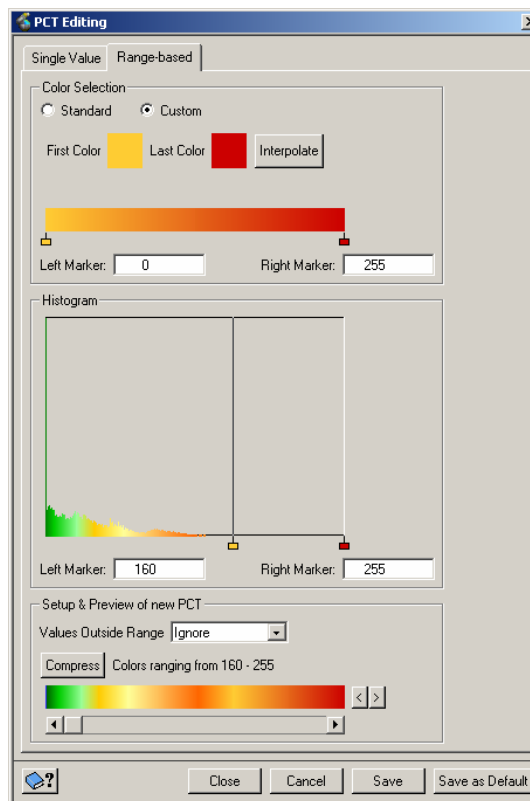 PCT Editing
Single Value Range-based
Color Selection
Standard Custom
First Color Last Color Interpolate
Left Marker: 0 Right Marker: 255
Histogram
Left Marker: 160 Right Marker: 255
Setup & Preview of new PCT
Values Outside Range Ignore
Compress Colors ranging from 160 - 255
< >
? Close Cancel Save Save as Default